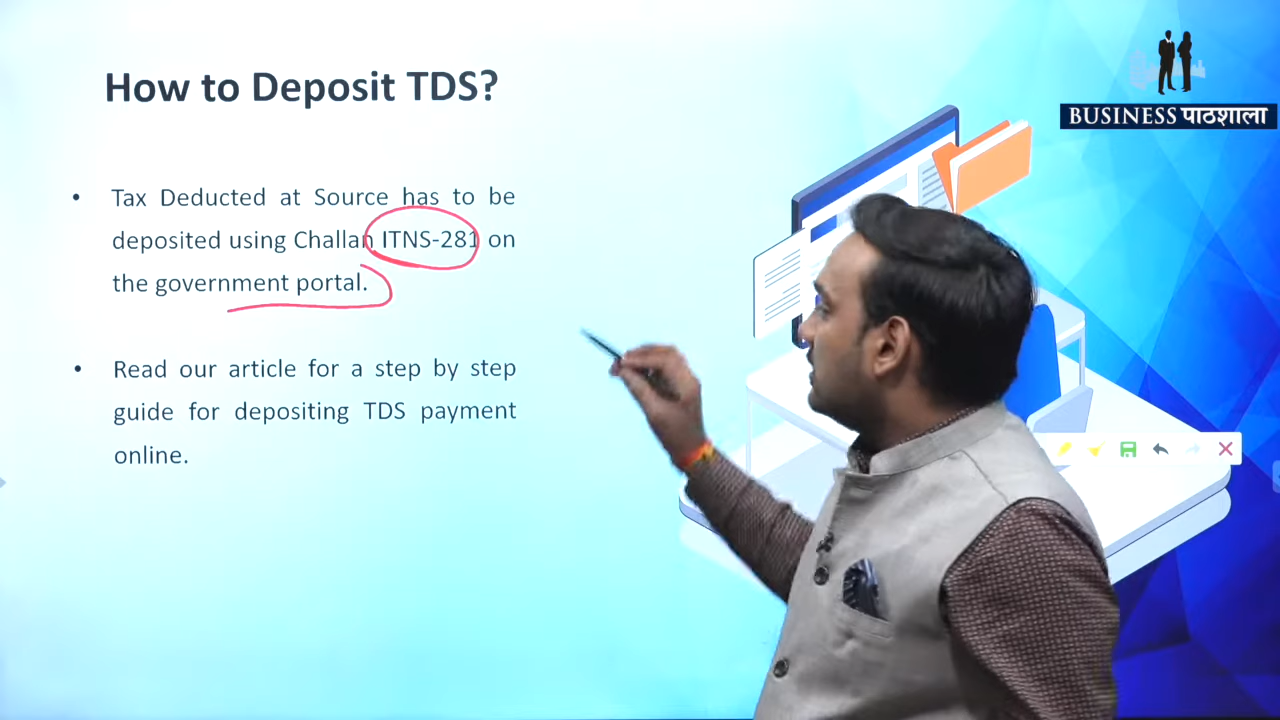 How to Deposit TDS?
BUSINESS पाठशाला
• Tax Deducted at Source has to be
deposited using Challan ITNS-281 on
the government portal.
• Read our article for a step by step
guide for depositing TDS payment
online.